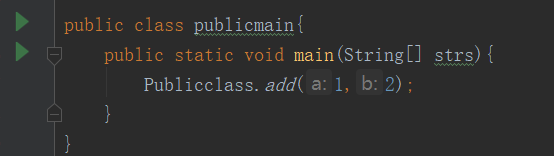 public class publicmain{
public static void main(String[] strs){
Publicclass.add( a: 1, b: 2);
}
}